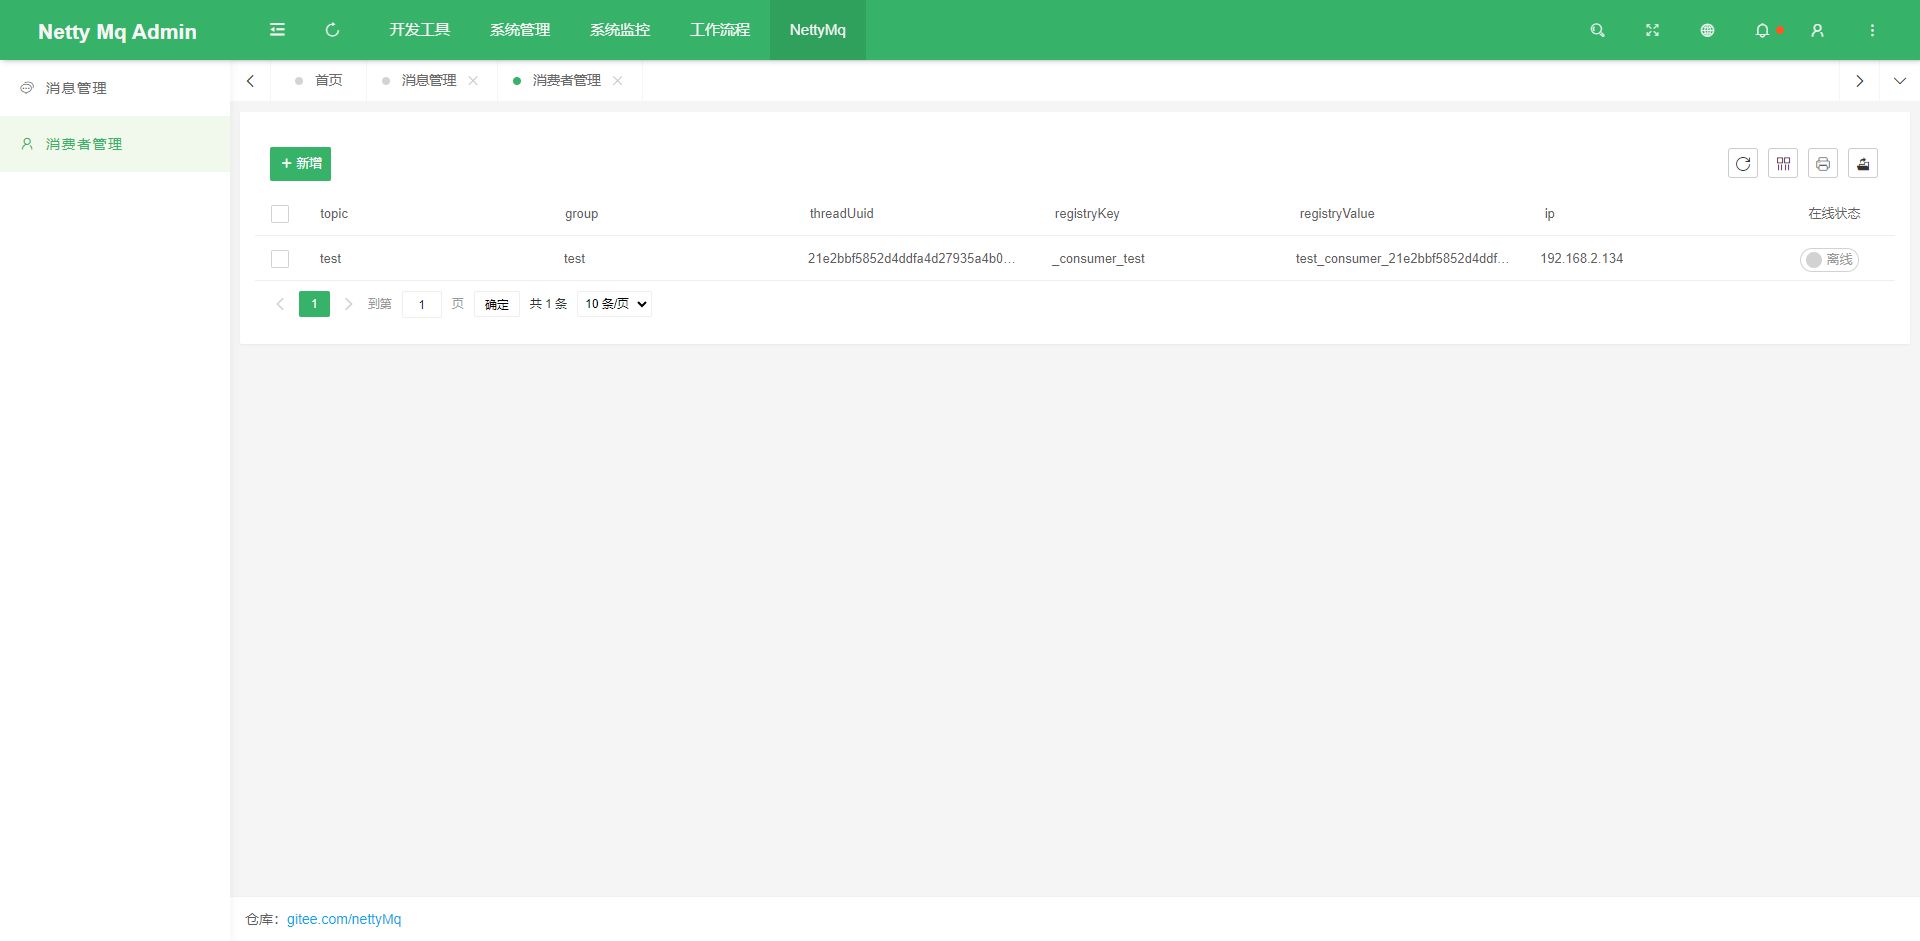 Netty Mq Admin
开发工具
系统管理
系统监控
工作流程
NettyMq
消息管理
消费者管理
首页
消息管理
消费者管理
新增
topic group threadUuid registryKey registryValue ip 在线状态
test test 21e2bbf5852d4ddfa4d27935a4b0... _consumer_test test_consumer_21e2bbf5852d4ddf... 192.168.2.134 离线
1 到第 1 页 确定 共 1 条 10 条/页
仓库：gitee.com/nettyMq